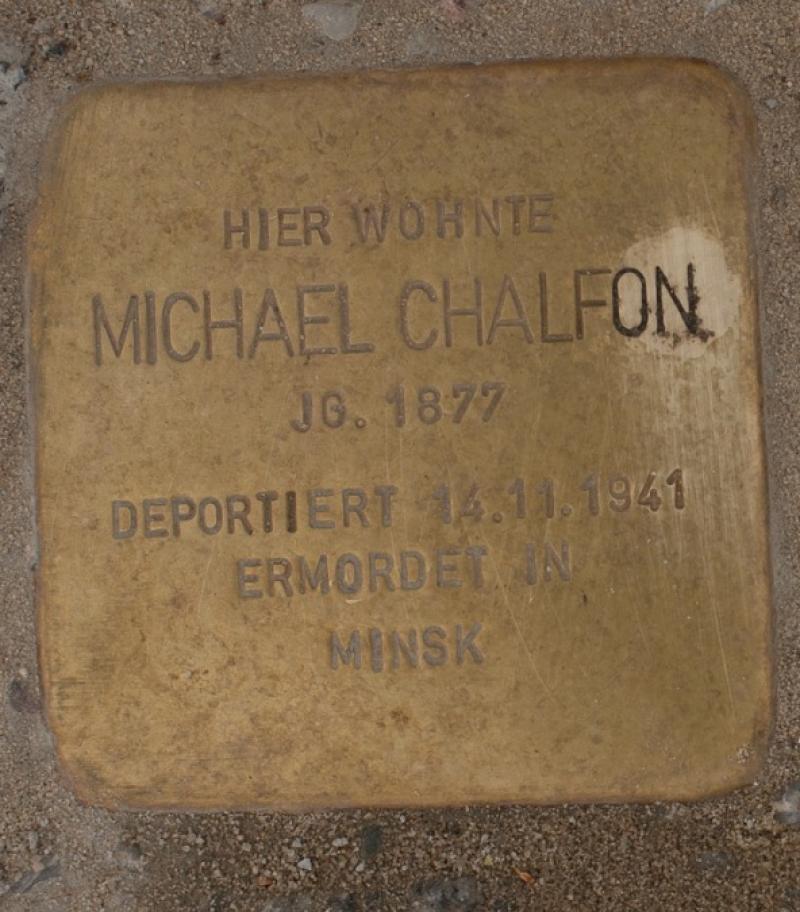 HIER WOHNTE
MICHAEL CHALFON
JG. 1877
DEPORTIERT 14.11.1941
ERMORDET IN
MINSK